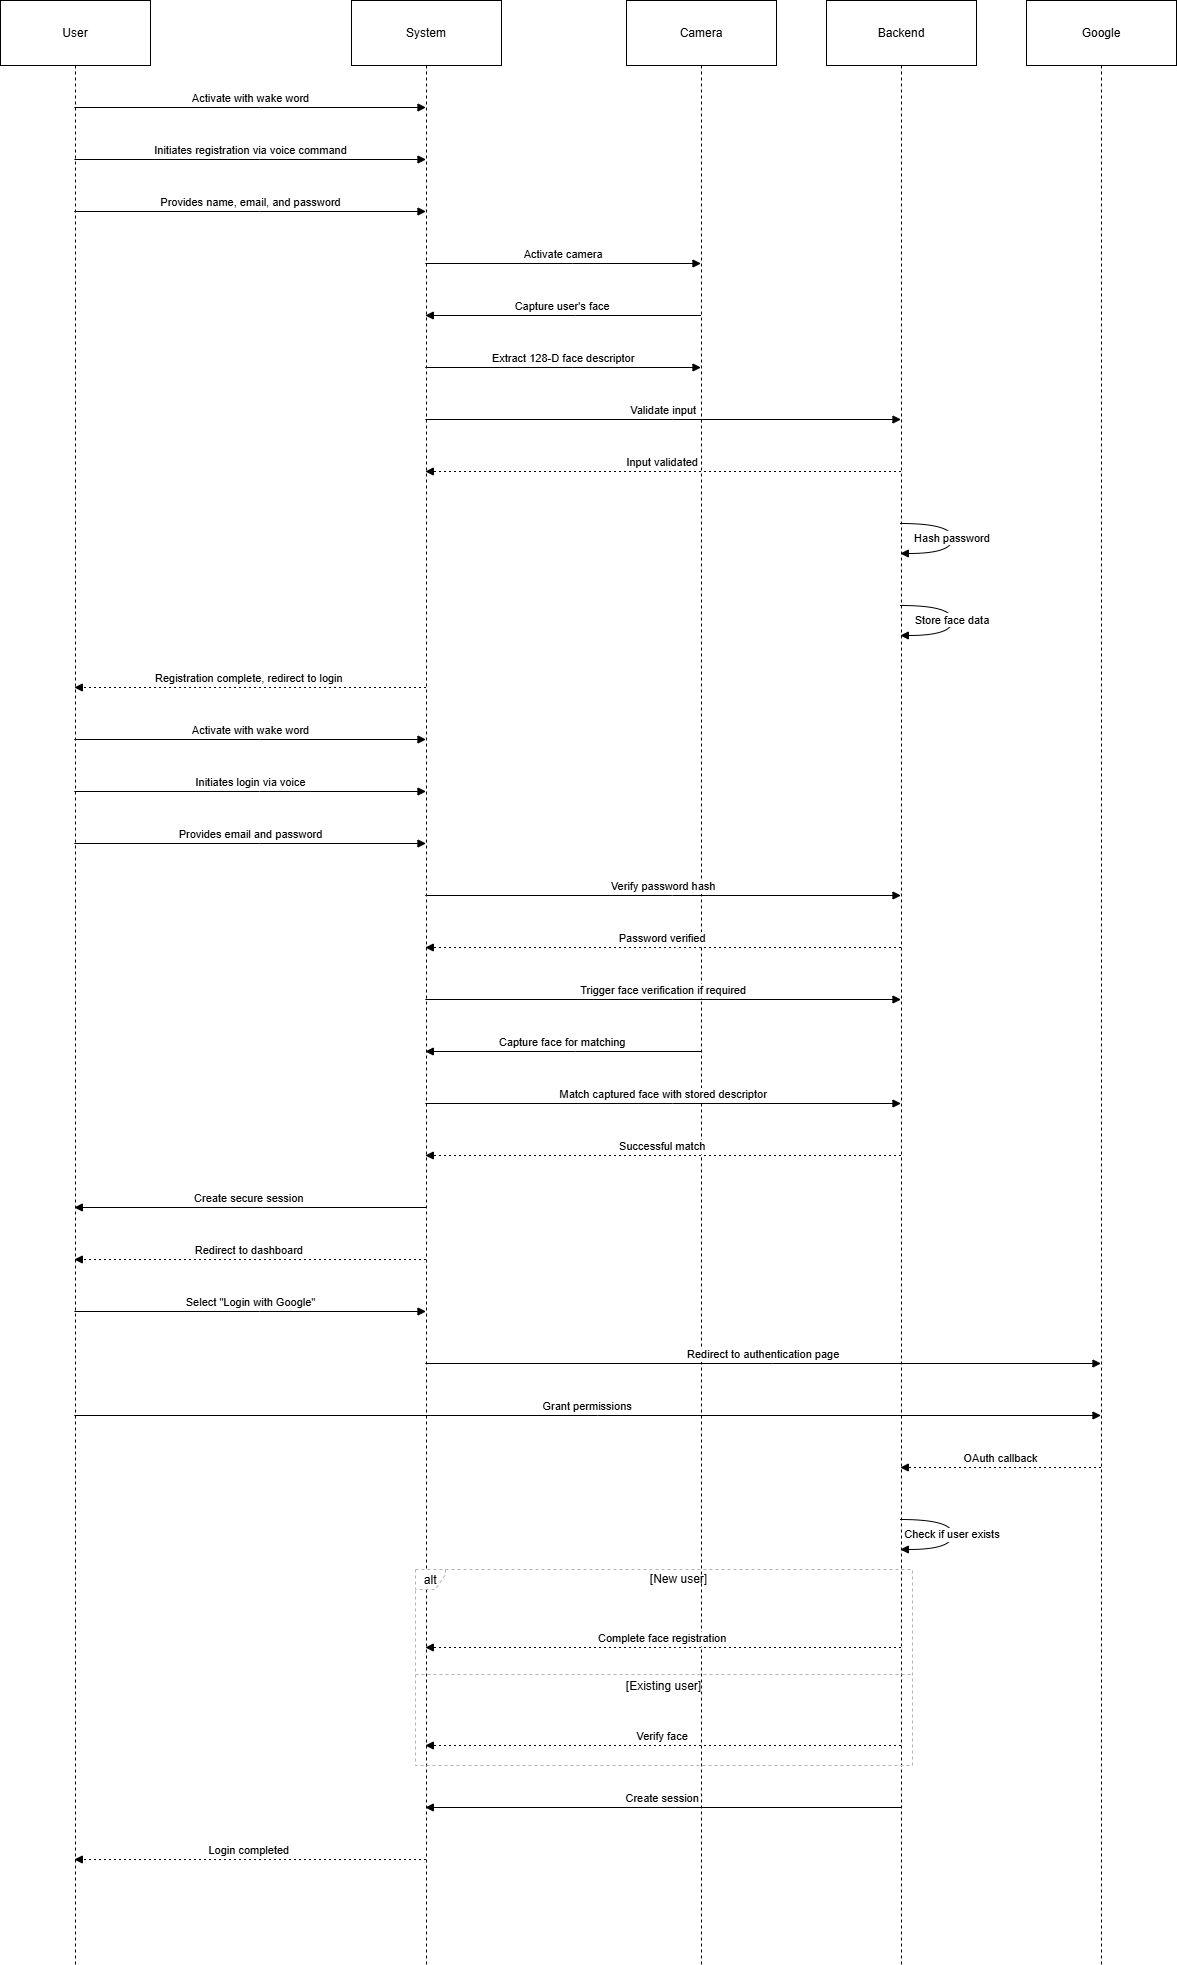 User
System
Camera
Backend
Google
Activate with wake word
Initiates registration via voice command
Provides name, email, and password
Activate camera
Capture user's face
Extract 128-D face descriptor
Validate input
Input validated
Hash password
Store face data
Registration complete, redirect to login
Activate with wake word
Initiates login via voice
Provides email and password
Verify password hash
Password verified
Trigger face verification if required
Capture face for matching
Match captured face with stored descriptor
Successful match
Create secure session
Redirect to dashboard
Select "Login with Google"
Redirect to authentication page
Grant permissions
OAuth callback
Check if user exists
alt
[New user]
Complete face registration
[Existing user]
Verify face
Create session
Login completed